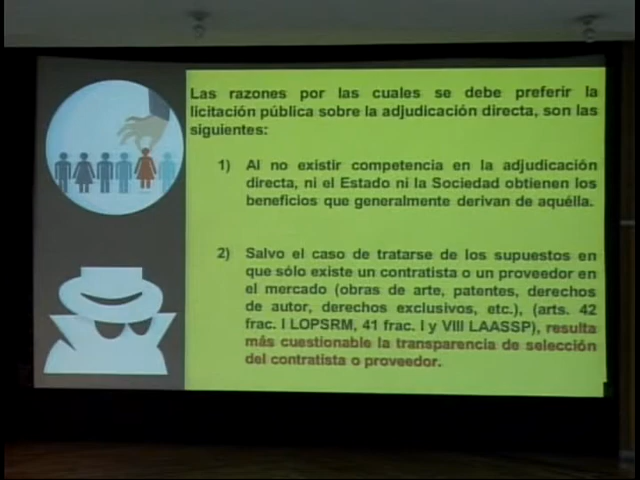 Las razones por las cuales se debe preferir la
licitación pública sobre la adjudicación directa, son las
siguientes:
1) Al no existir competencia en la adjudicación
directa, ni el Estado ni la Sociedad obtienen los
beneficios que generalmente derivan de aquélla.
2) Salvo el caso de tratarse de los supuestos en
que sólo existe un contratista o un proveedor en
el mercado (obras de arte, patentes, derechos
de autor, derechos exclusivos, etc.), (arts. 42
frac. I LOPSRM, 41 frac. I y VIII LAASSP), resulta
más cuestionable la transparencia de selección
del contratista o proveedor.